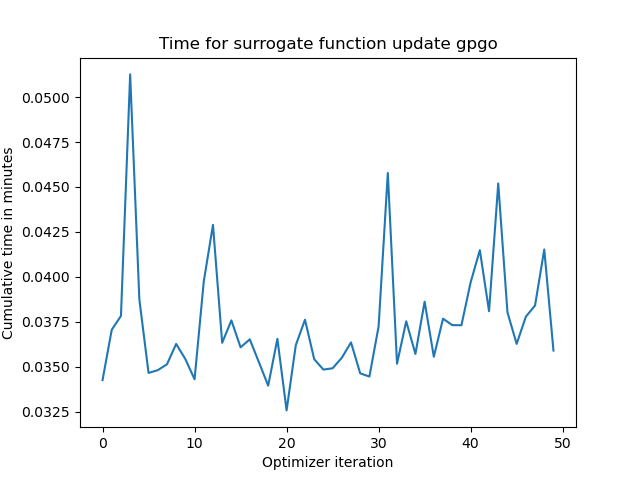 Time for surrogate function update gpgo
Cumulative time in minutes
0.0500
0.0475
0.0450
0.0425
0.0400
0.0375
0.0350
0.0325
0 10 20 30 40 50
Optimizer iteration